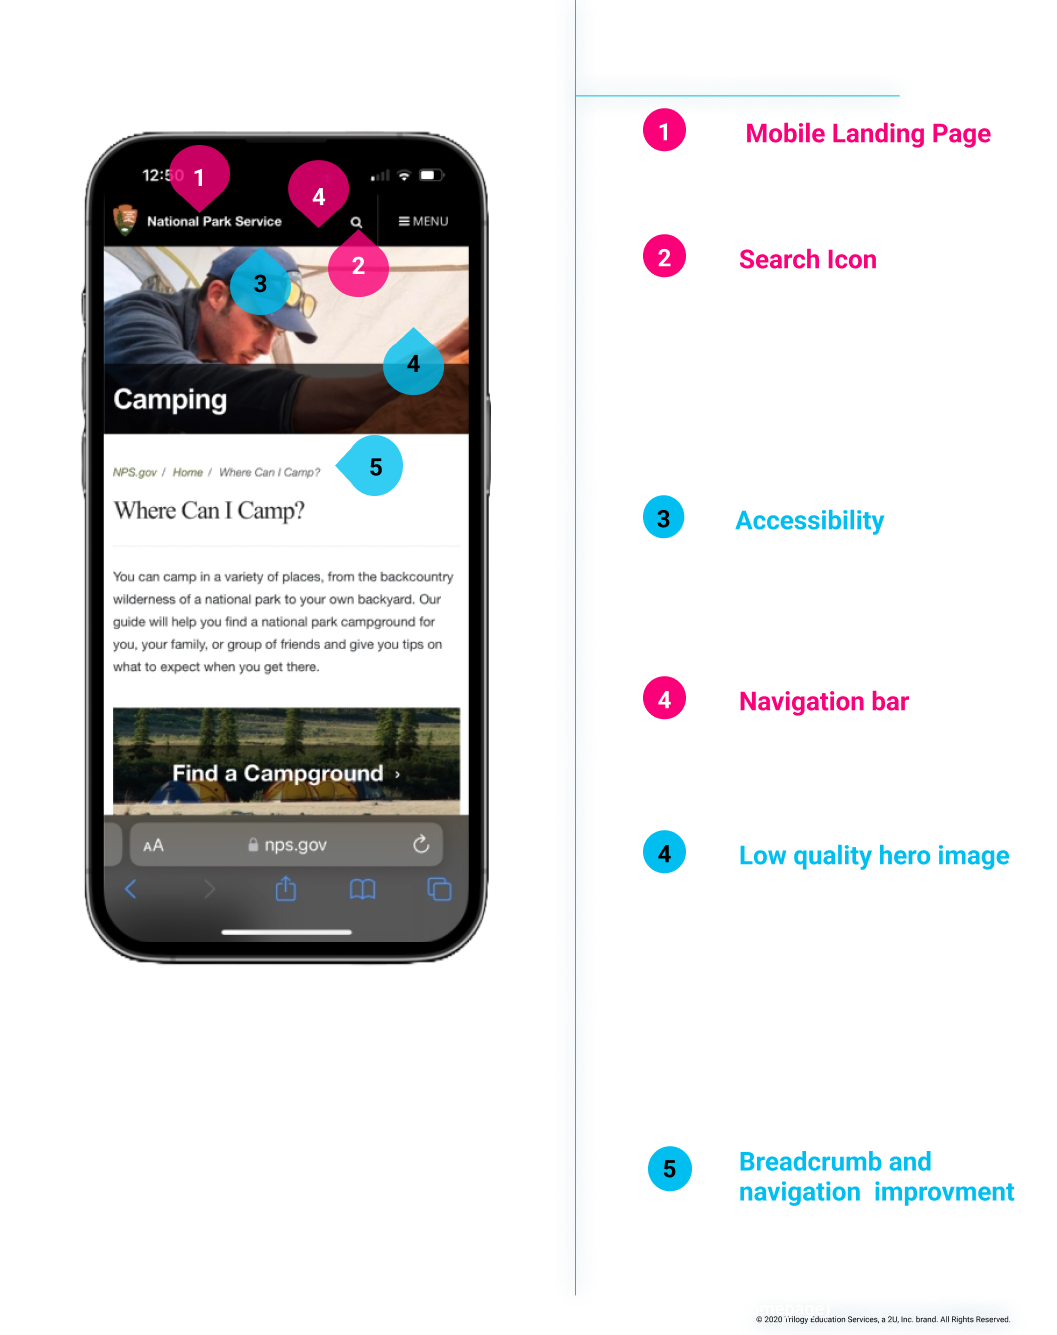 12:50
1
4
National Park Service
MENU
2
3
4
Camping
5
NPS.gov / Home / Where Can I Camp?
Where Can I Camp?
You can camp in a variety of places, from the backcountry
wilderness of a national park to your own backyard. Our
guide will help you find a national park campground for
you, your family, or group of friends and give you tips on
what to expect when you get there.
Find a Campground ›
AA nps.gov
1 Mobile Landing Page
2 Search Icon
3 Accessibility
4 Navigation bar
4 Low quality hero image
5 Breadcrumb and
navigation improvment
© 2020 Trilogy Education Services, a 2U, Inc. brand. All Rights Reserved.